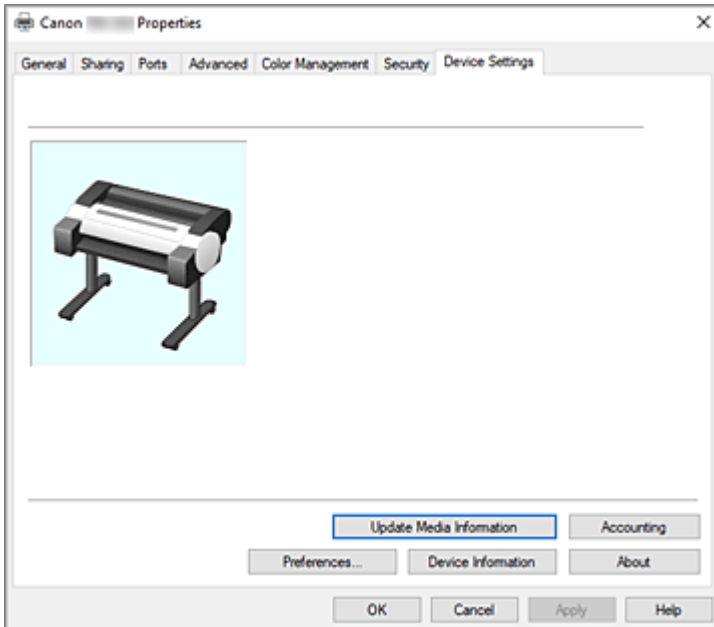 Canon Properties
General Sharing Ports Advanced Color Management Security Device Settings
Update Media Information Accounting
Preferences... Device Information About
OK Cancel Apply Help